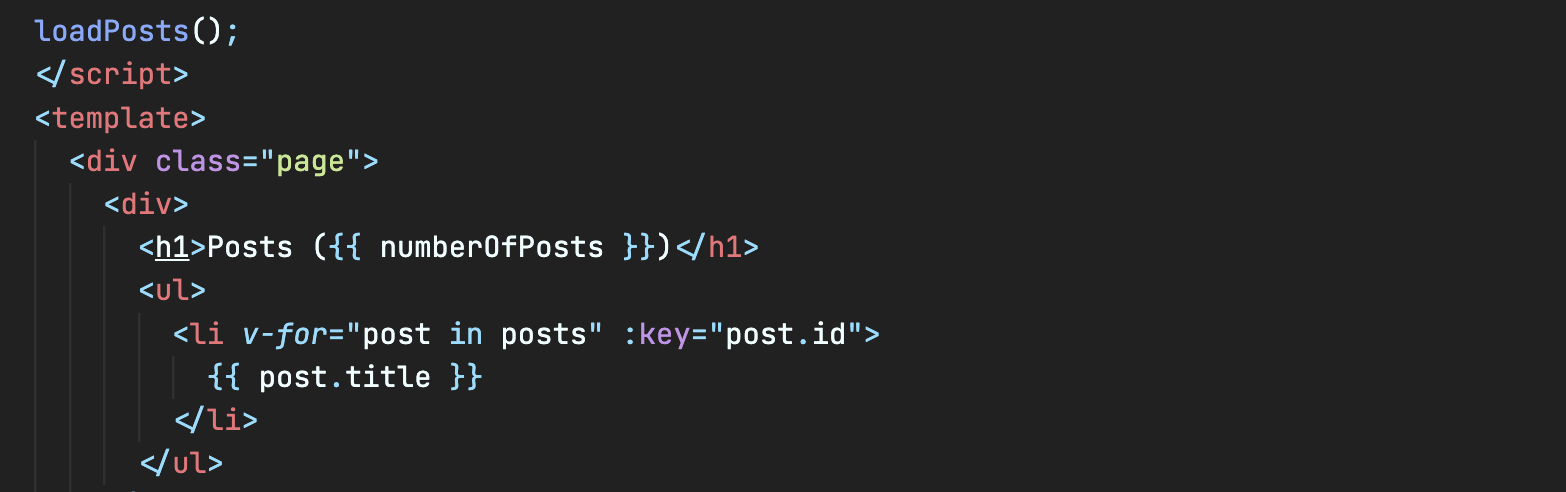 loadPosts();
</script>
<template>
<div class="page">
<div>
<h1>Posts ({{ numberOfPosts }})</h1>
<ul>
<li v-for="post in posts" :key="post.id">
{{ post.title }}
</li>
</ul>